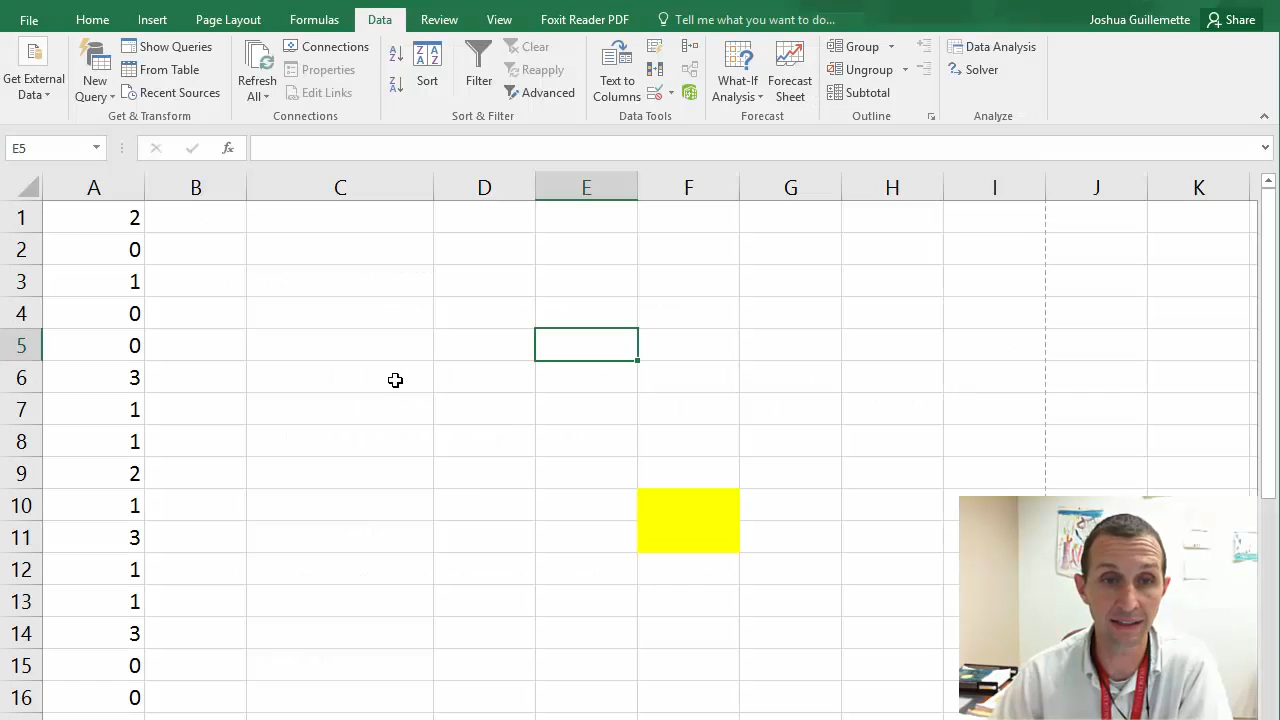 File Home Insert Page Layout Formulas Data Review View Foxit Reader PDF Tell me what you want to do... Joshua Guillemette Share
Get External Data
New Query
Show Queries
From Table
Recent Sources
Get & Transform
Refresh All
Connections
Properties
Edit Links
Connections
Sort
Filter
Clear
Reapply
Advanced
Sort & Filter
Text to Columns
Data Tools
What-If Analysis
Forecast Sheet
Forecast
Group
Ungroup
Subtotal
Outline
Data Analysis
Solver
Analyze
E5 fx
A B C D E F G H I J K
1 2
2 0
3 1
4 0
5 0
6 3
7 1
8 1
9 2
10 1
11 3
12 1
13 1
14 3
15 0
16 0